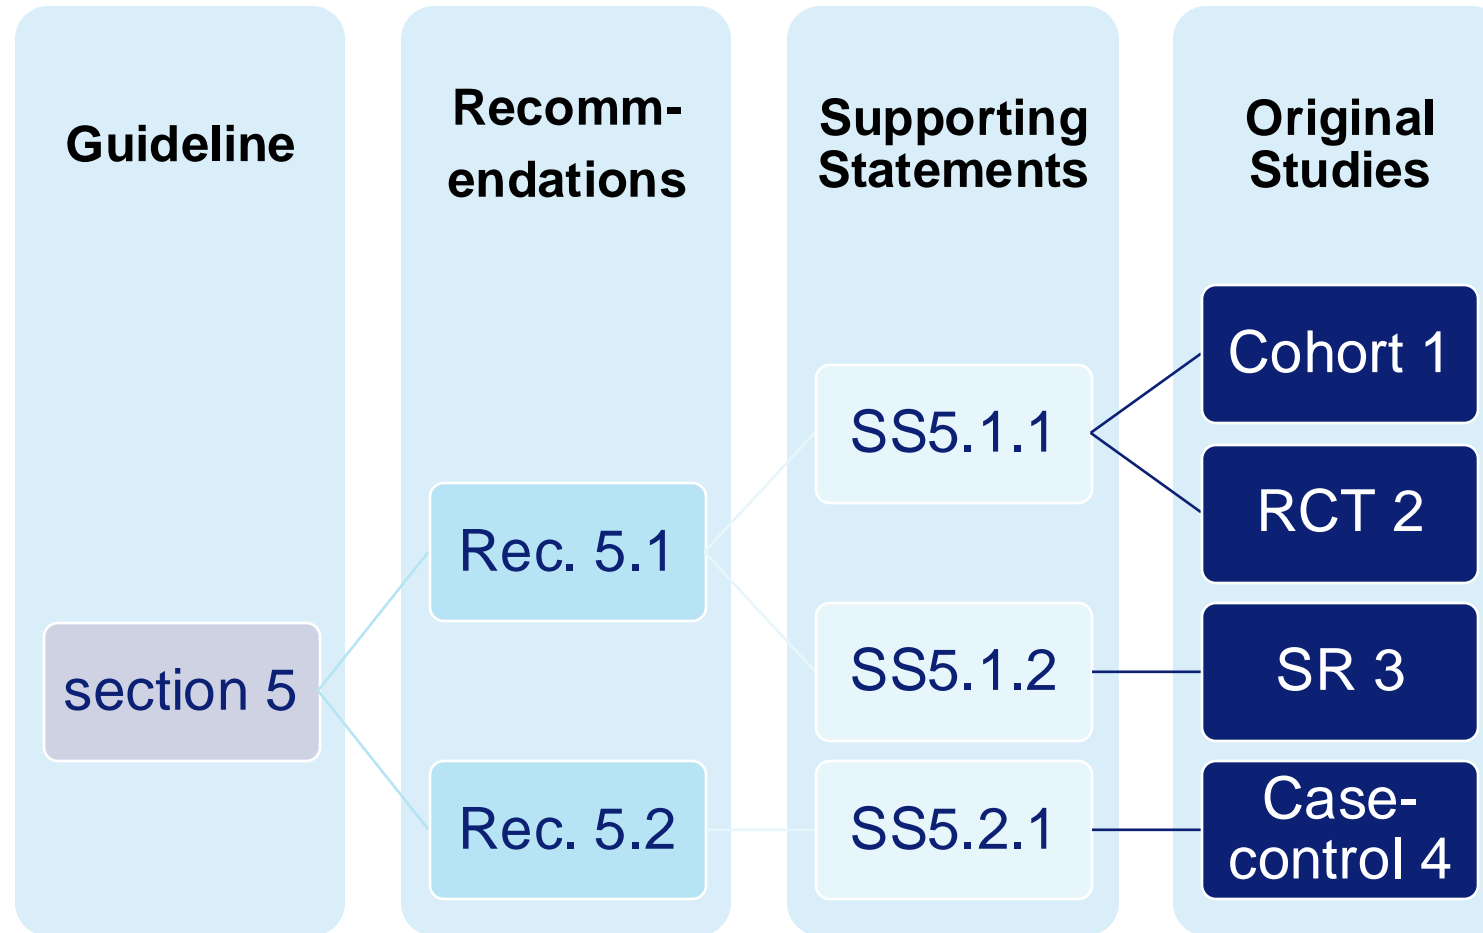 Guideline
Recomm-
endations
Supporting
Statements
Original
Studies
section 5
Rec. 5.1
Rec. 5.2
SS5.1.1
SS5.1.2
SS5.2.1
Cohort 1
RCT 2
SR 3
Case-
control 4